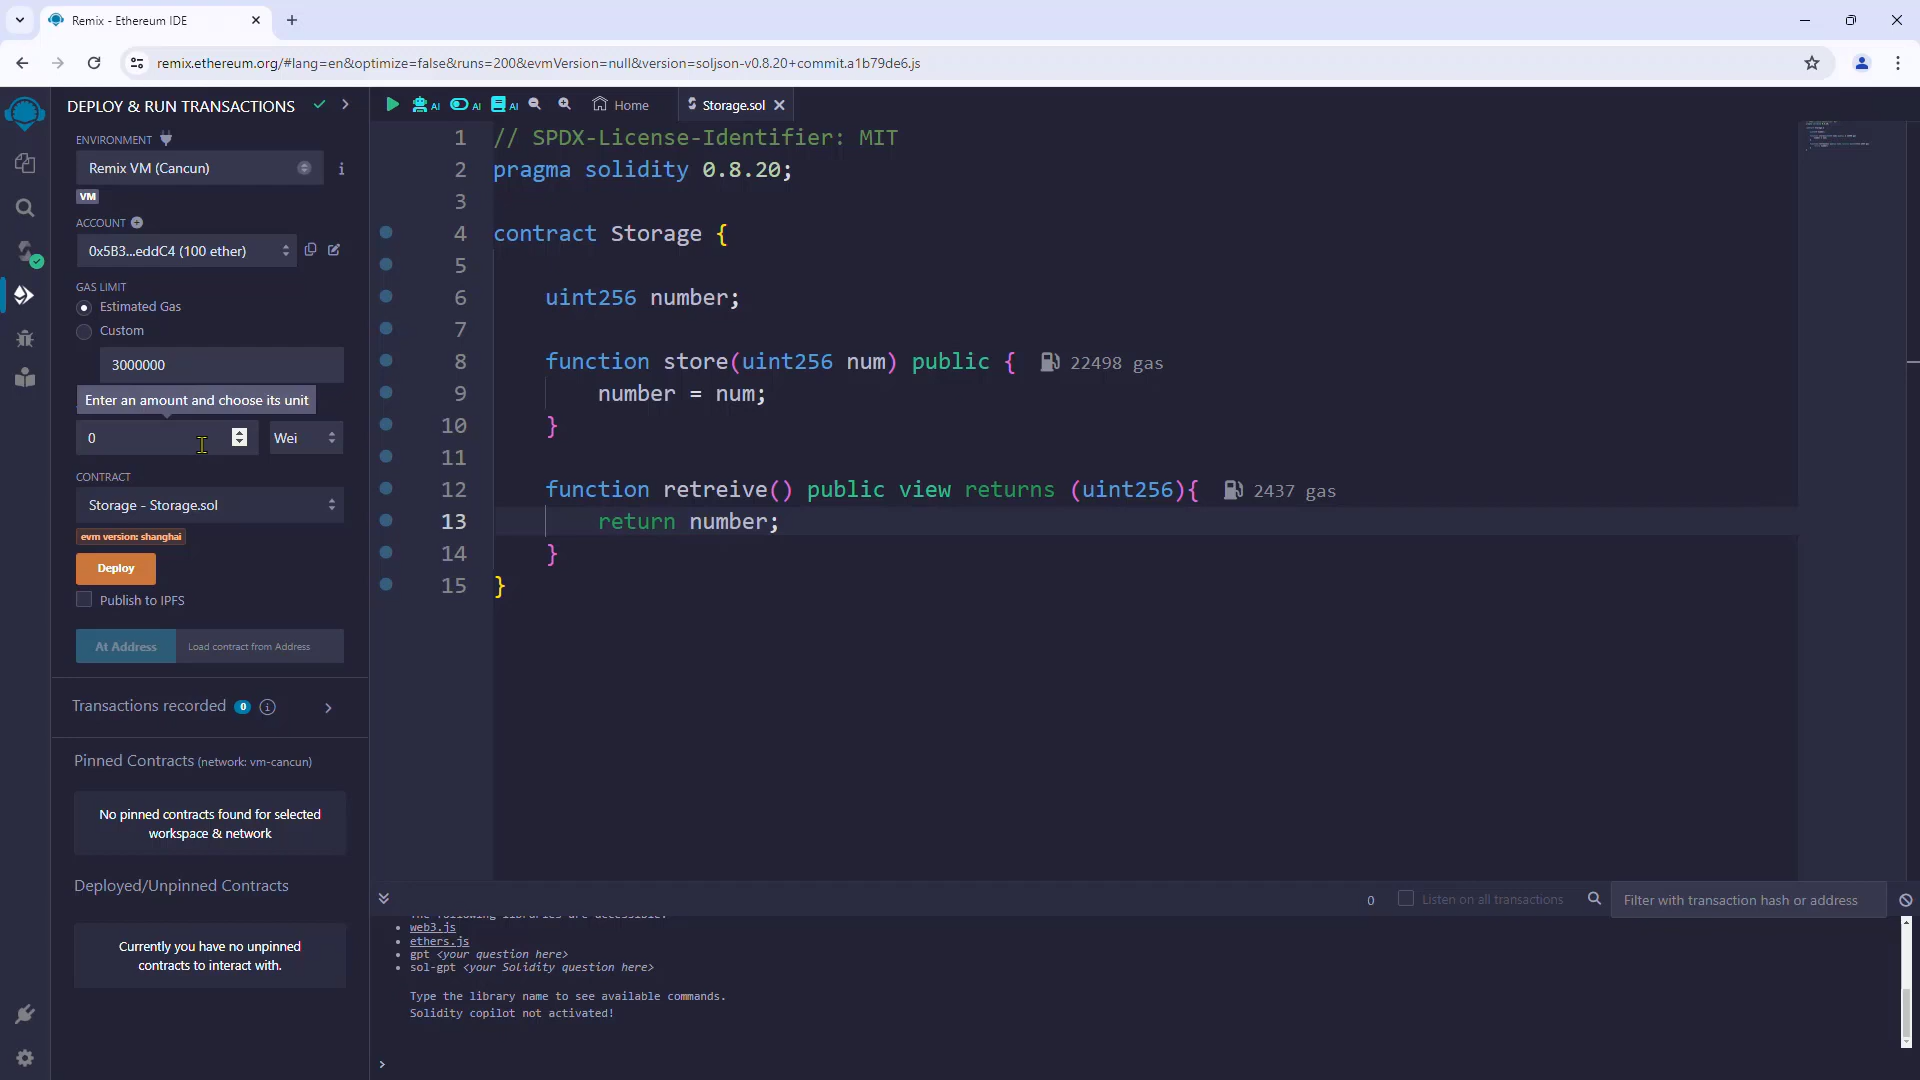 Remix - Ethereum IDE
remix.ethereum.org/#lang=en&optimize=false&runs=200&evmVersion=null&version=soljson-v0.8.20+commit.a1b79de6.js
DEPLOY & RUN TRANSACTIONS
ENVIRONMENT
Remix VM (Cancun)
VM
ACCOUNT
0x5B3...eddC4 (100 ether)
GAS LIMIT
Estimated Gas
Custom
3000000
Enter an amount and choose its unit
0
Wei
CONTRACT
Storage - Storage.sol
evm version: shanghai
Deploy
Publish to IPFS
At Address
Load contract from Address
Transactions recorded 0 i
Pinned Contracts (network: vm-cancun)
No pinned contracts found for selected
workspace & network
Deployed/Unpinned Contracts
Currently you have no unpinned
contracts to interact with.
AI AI AI Home Storage.sol
1 // SPDX-License-Identifier: MIT
2 pragma solidity 0.8.20;
3
4 contract Storage {
5
6 uint256 number;
7
8 function store(uint256 num) public { 22498 gas
9 number = num;
10 }
11
12 function retreive() public view returns (uint256){ 2437 gas
13 return number;
14 }
15 }
0 Listen on all transactions Filter with transaction hash or address
The following libraries are accessible:
• web3.js
• ethers.js
• gpt <your question here>
• sol-gpt <your Solidity question here>
Type the library name to see available commands.
Solidity copilot not activated!
>